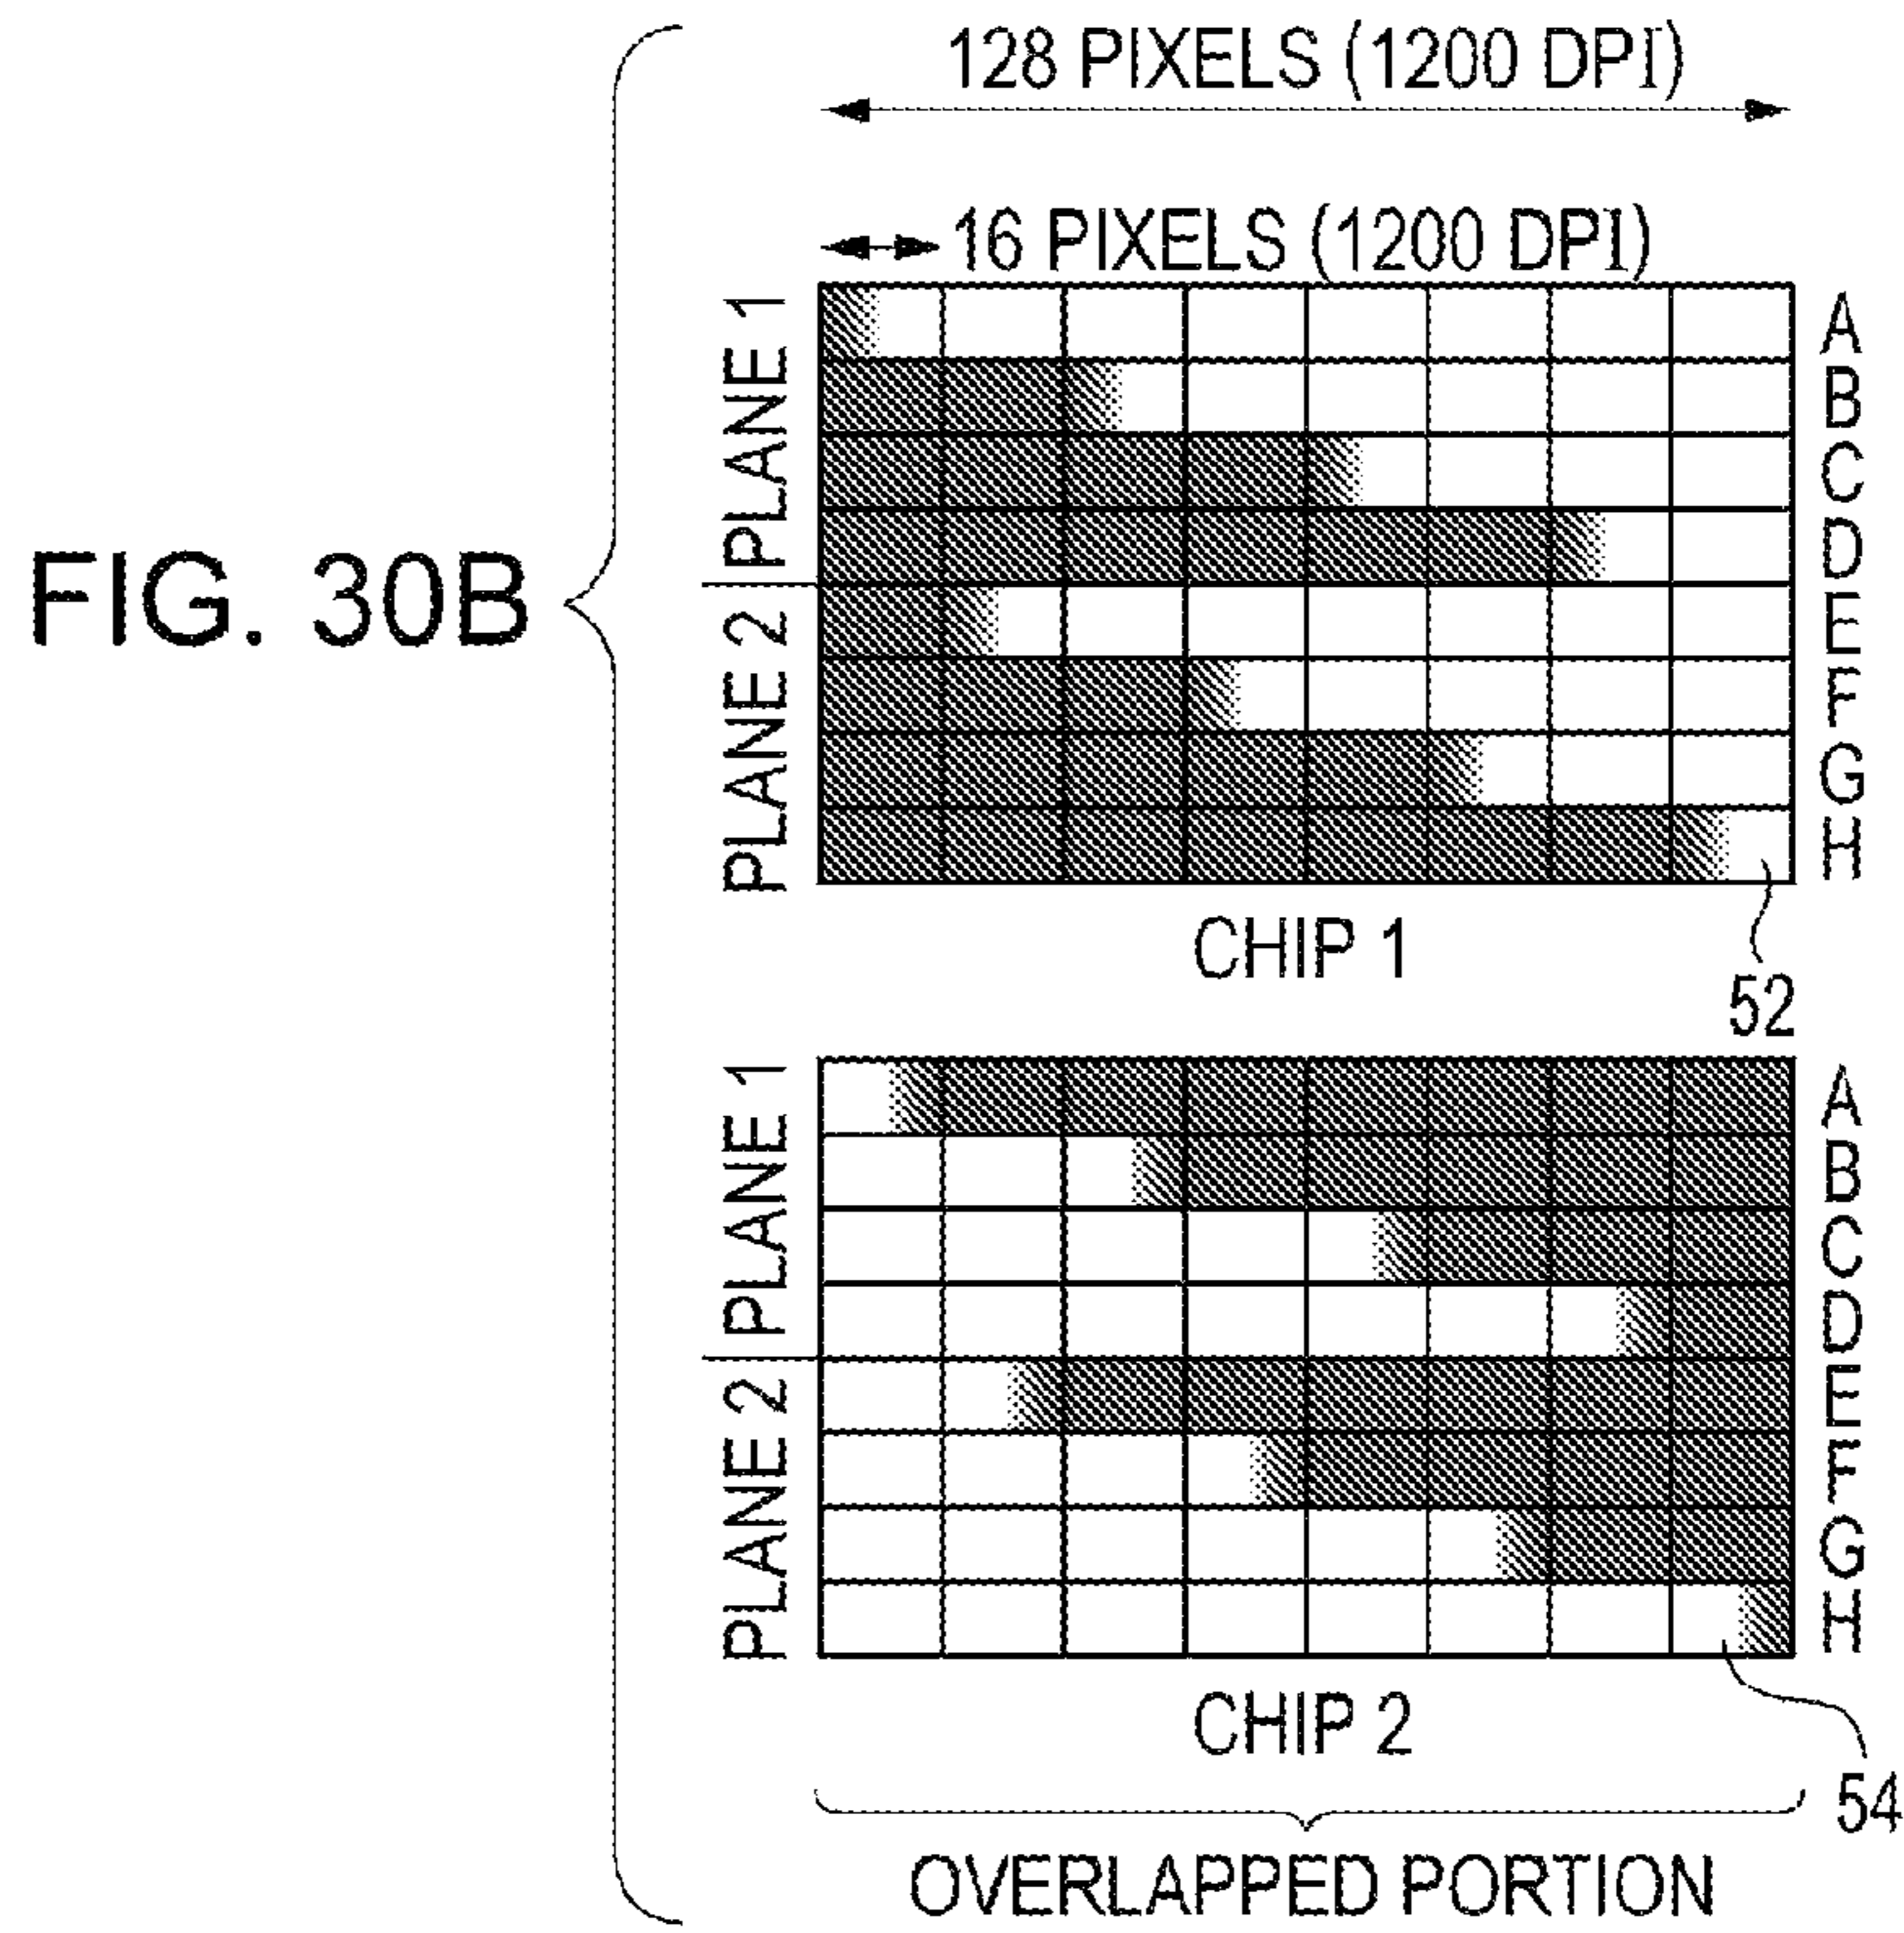 FIG. 30B
128 PIXELS (1200 DPI)
16 PIXELS (1200 DPI)
PLANE 1
PLANE 2
A
B
C
D
E
F
G
H
CHIP 1
52
PLANE 1
PLANE 2
A
B
C
D
E
F
G
H
CHIP 2
54
OVERLAPPED PORTION